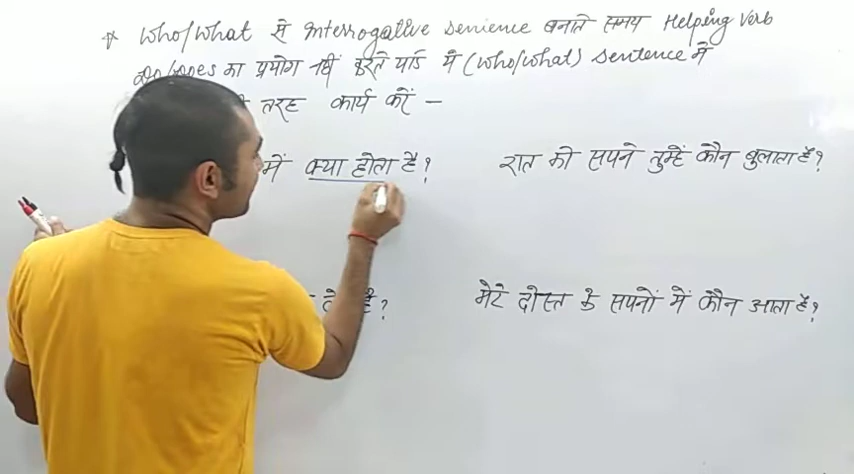 * Who/What से Interrogative Senience बनाते समय Helping Verb
Do/Does का प्रयोग नहीं करते यदि ये (Who/What) Sentence में
तरह कार्य करें –
में क्या होता है? रात को सपने तुम्हें कौन बुलाता है?
है? मेरे दोस्त के सपनों में कौन आता है?